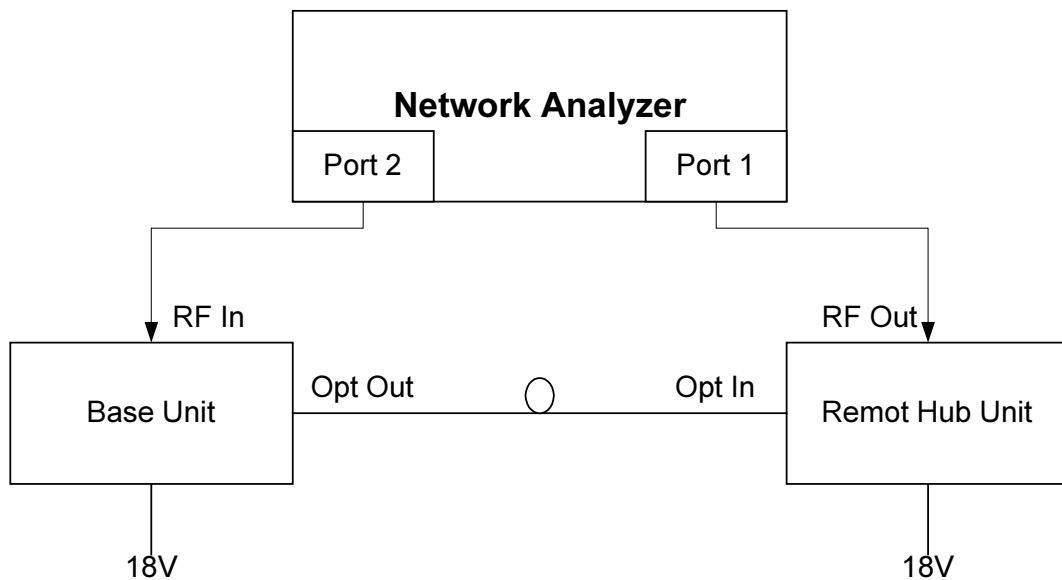 Network Analyzer
Port 2
Port 1
RF In
RF Out
Opt Out
Opt In
Base Unit
Remot Hub Unit
18V
18V